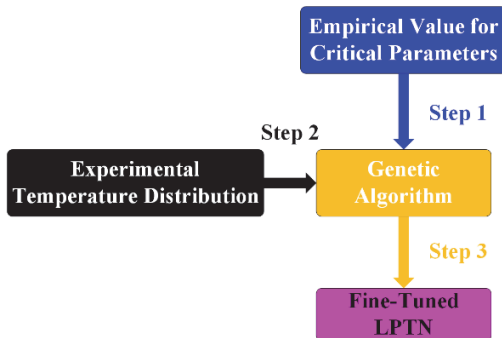 Empirical Value for
Critical Parameters
Step 1
Step 2
Experimental
Temperature Distribution
Genetic
Algorithm
Step 3
Fine-Tuned
LPTN